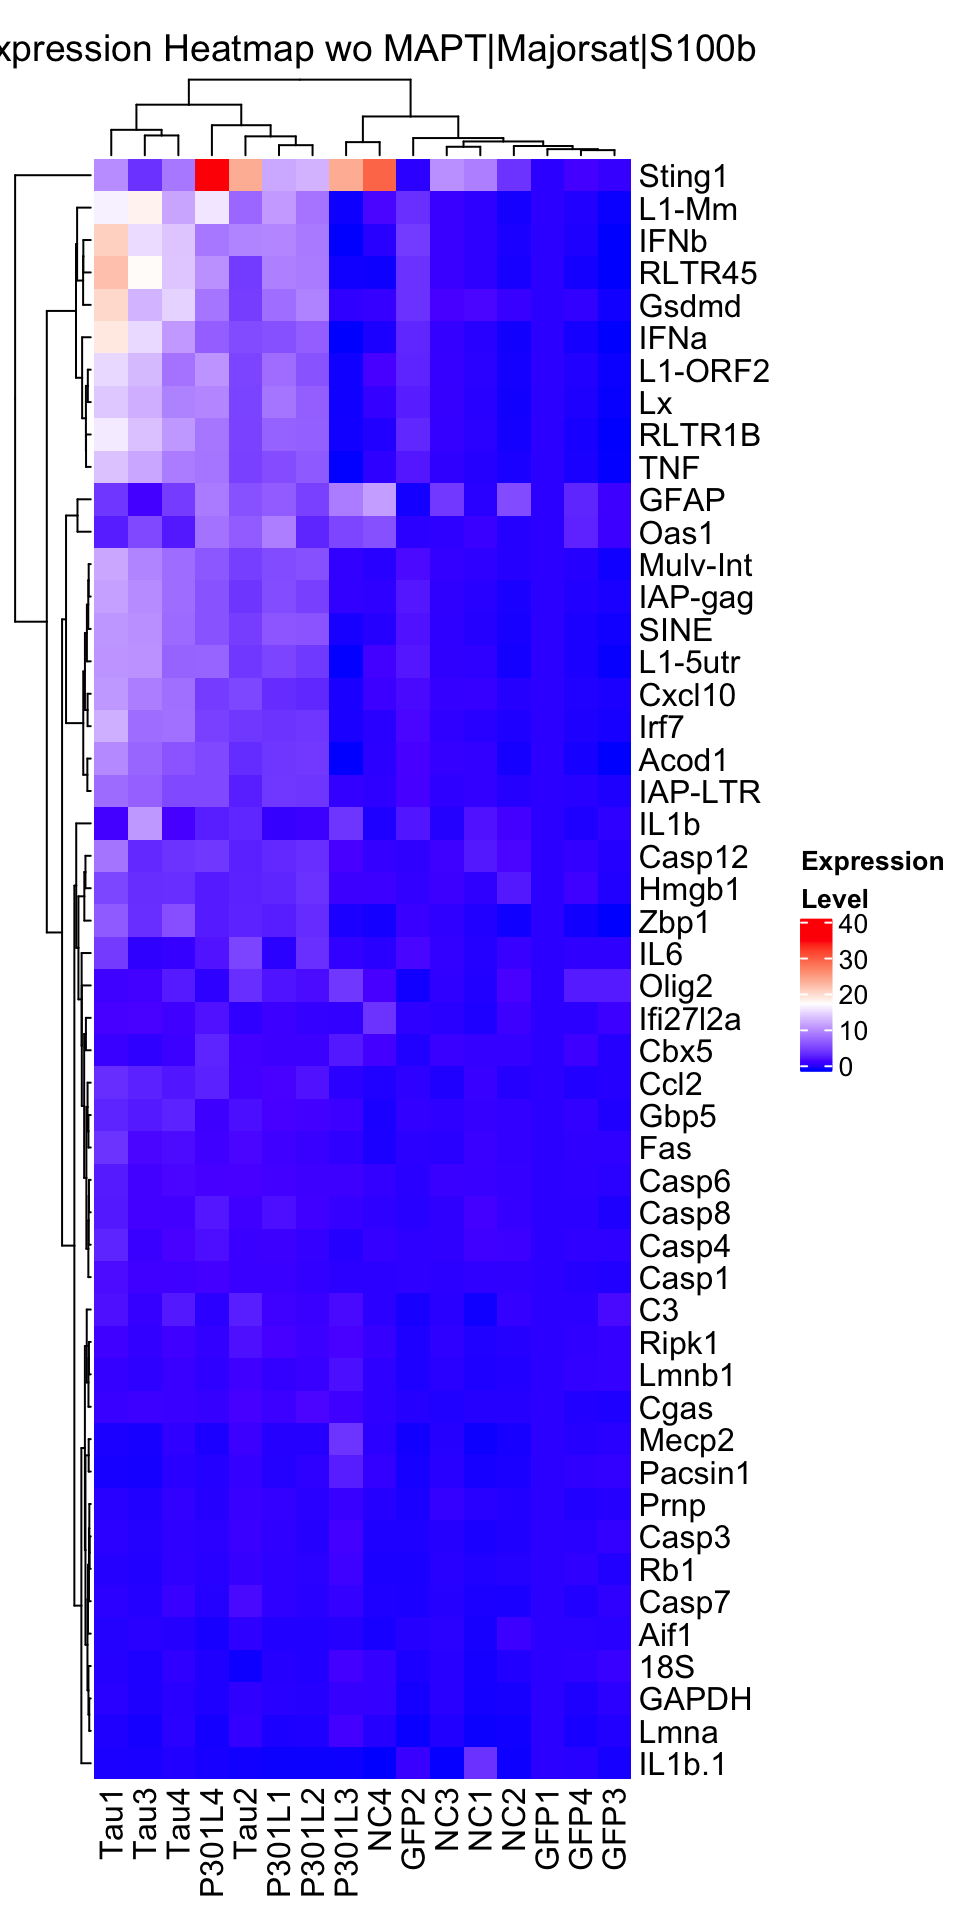 xpression Heatmap wo MAPT|Majorsat|S100b
Sting1
L1-Mm
IFNb
RLTR45
Gsdmd
IFNa
L1-ORF2
Lx
RLTR1B
TNF
GFAP
Oas1
Mulv-Int
IAP-gag
SINE
L1-5utr
Cxcl10
Irf7
Acod1
IAP-LTR
IL1b
Casp12
Hmgb1
Zbp1
IL6
Olig2
Ifi27l2a
Cbx5
Ccl2
Gbp5
Fas
Casp6
Casp8
Casp4
Casp1
C3
Ripk1
Lmnb1
Cgas
Mecp2
Pacsin1
Prnp
Casp3
Rb1
Casp7
Aif1
18S
GAPDH
Lmna
IL1b.1
Expression
Level
40
30
20
10
0
Tau1
Tau3
Tau4
P301L4
Tau2
P301L1
P301L2
P301L3
NC4
GFP2
NC3
NC1
NC2
GFP1
GFP4
GFP3